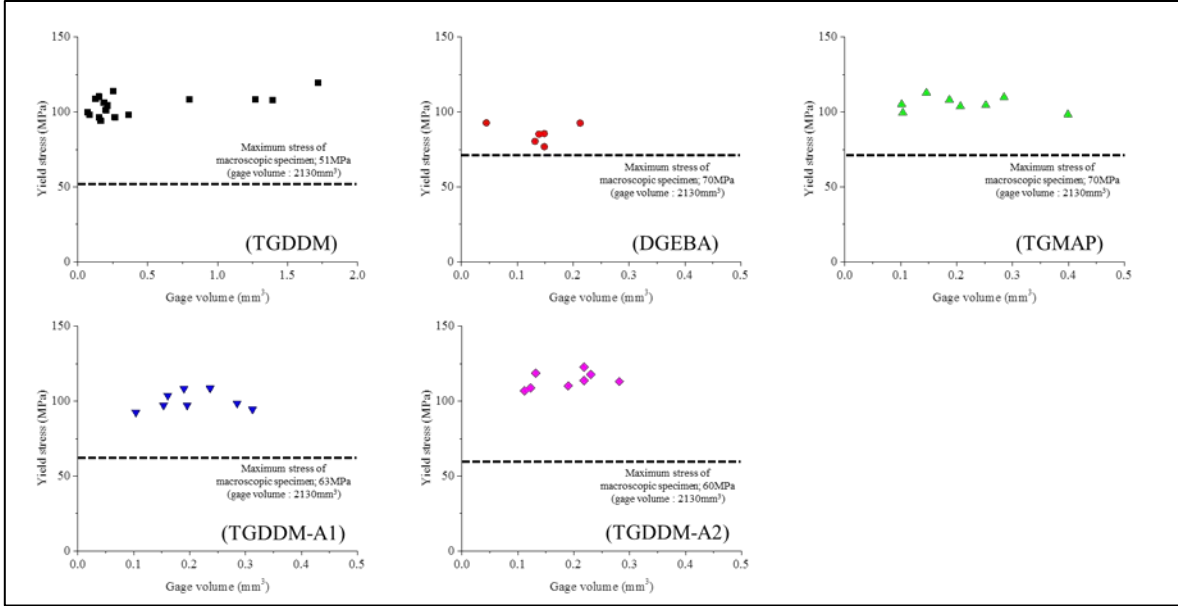 150
100
50
0
Yield stress (MPa)
Maximum stress of
macroscopic specimen; 51MPa
(gage volume : 2130mm³)
(TGDDM)
0.0 0.5 1.0 1.5 2.0
Gage volume (mm³)
150
100
50
0
Yield stress (MPa)
Maximum stress of
macroscopic specimen; 70MPa
(gage volume : 2130mm³)
(DGEBA)
0.0 0.1 0.2 0.3 0.4 0.5
Gage volume (mm³)
150
100
50
0
Yield stress (MPa)
Maximum stress of
macroscopic specimen; 70MPa
(gage volume : 2130mm³)
(TGMAP)
0.0 0.1 0.2 0.3 0.4 0.5
Gage volume (mm³)
150
100
50
0
Yield stress (MPa)
Maximum stress of
macroscopic specimen; 63MPa
(gage volume : 2130mm³)
(TGDDM-A1)
0.0 0.1 0.2 0.3 0.4 0.5
Gage volume (mm³)
150
100
50
0
Yield stress (MPa)
Maximum stress of
macroscopic specimen; 60MPa
(gage volume : 2130mm³)
(TGDDM-A2)
0.0 0.1 0.2 0.3 0.4 0.5
Gage volume (mm³)